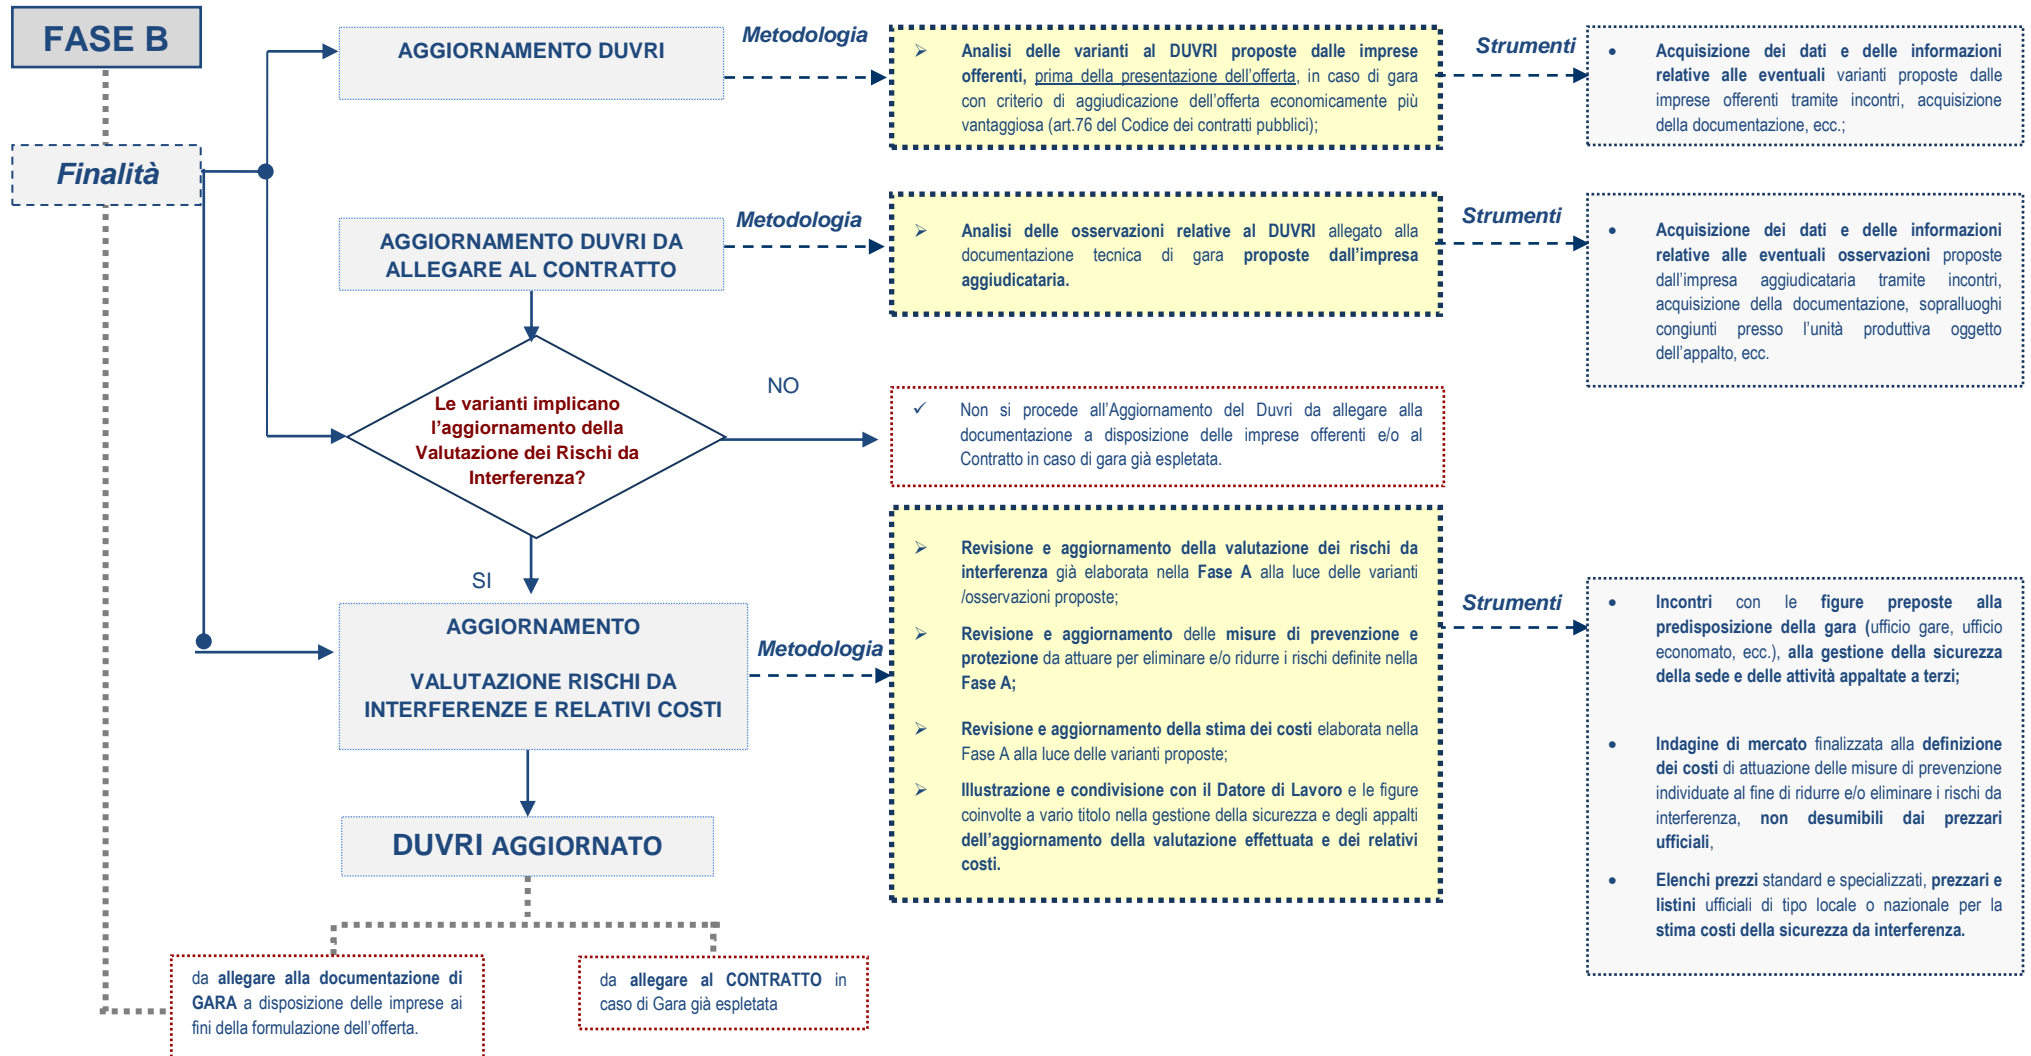 FASE B
Finalità
AGGIORNAMENTO DUVRI
Metodologia
➢ Analisi delle varianti al DUVRI proposte dalle imprese
offerenti, prima della presentazione dell'offerta, in caso di gara
con criterio di aggiudicazione dell'offerta economicamente più
vantaggiosa (art.76 del Codice dei contratti pubblici);
Strumenti
• Acquisizione dei dati e delle informazioni
relative alle eventuali varianti proposte dalle
imprese offerenti tramite incontri, acquisizione
della documentazione, ecc.;
AGGIORNAMENTO DUVRI DA
ALLEGARE AL CONTRATTO
Metodologia
➢ Analisi delle osservazioni relative al DUVRI allegato alla
documentazione tecnica di gara proposte dall'impresa
aggiudicataria.
Strumenti
• Acquisizione dei dati e delle informazioni
relative alle eventuali osservazioni proposte
dall'impresa aggiudicataria tramite incontri,
acquisizione della documentazione, sopralluoghi
congiunti presso l'unità produttiva oggetto
dell'appalto, ecc.
Le varianti implicano
l'aggiornamento della
Valutazione dei Rischi da
Interferenza?
NO
✓ Non si procede all'Aggiornamento del Duvri da allegare alla
documentazione a disposizione delle imprese offerenti e/o al
Contratto in caso di gara già espletata.
SI
AGGIORNAMENTO
VALUTAZIONE RISCHI DA
INTERFERENZE E RELATIVI COSTI
Metodologia
➢ Revisione e aggiornamento della valutazione dei rischi da
interferenza già elaborata nella Fase A alla luce delle varianti
/osservazioni proposte;
➢ Revisione e aggiornamento delle misure di prevenzione e
protezione da attuare per eliminare e/o ridurre i rischi definite nella
Fase A;
➢ Revisione e aggiornamento della stima dei costi elaborata nella
Fase A alla luce delle varianti proposte;
➢ Illustrazione e condivisione con il Datore di Lavoro e le figure
coinvolte a vario titolo nella gestione della sicurezza e degli appalti
dell'aggiornamento della valutazione effettuata e dei relativi
costi.
Strumenti
• Incontri con le figure preposte alla
predisposizione della gara (ufficio gare, ufficio
economato, ecc.), alla gestione della sicurezza
della sede e delle attività appaltate a terzi;
• Indagine di mercato finalizzata alla definizione
dei costi di attuazione delle misure di prevenzione
individuate al fine di ridurre e/o eliminare i rischi da
interferenza, non desumibili dai prezzari
ufficiali,
• Elenchi prezzi standard e specializzati, prezzari e
listini ufficiali di tipo locale o nazionale per la
stima costi della sicurezza da interferenza.
DUVRI AGGIORNATO
da allegare alla documentazione di
GARA a disposizione delle imprese ai
fini della formulazione dell'offerta.
da allegare al CONTRATTO in
caso di Gara già espletata